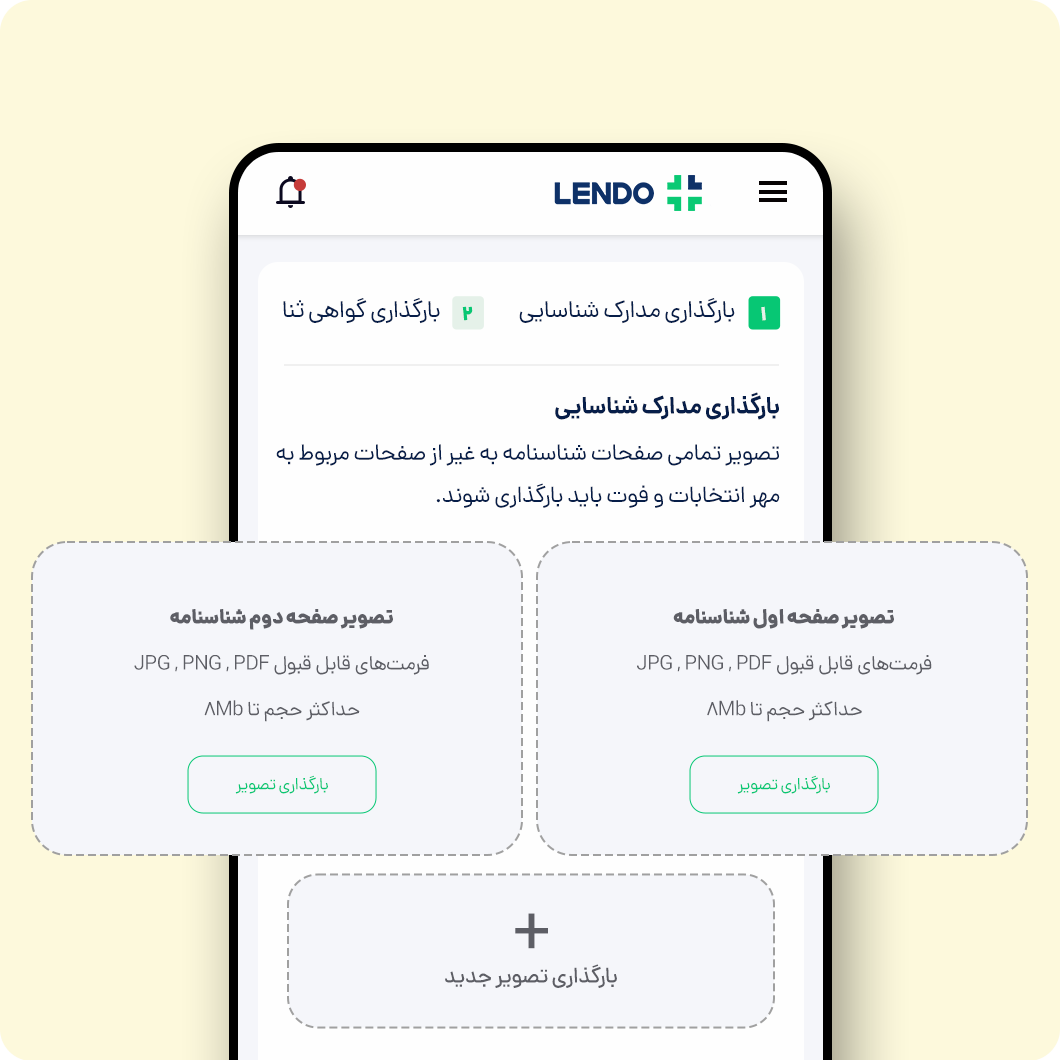 LENDO
۱ بارگذاری مدارک شناسایی
۲ بارگذاری گواهی ثنا
بارگذاری مدارک شناسایی
تصویر تمامی صفحات شناسنامه به غیر از صفحات مربوط به
مهر انتخابات و فوت باید بارگذاری شوند.
تصویر صفحه اول شناسنامه
فرمت‌های قابل قبول JPG , PNG , PDF
حداکثر حجم تا ۸Mb
بارگذاری تصویر
تصویر صفحه دوم شناسنامه
فرمت‌های قابل قبول JPG , PNG , PDF
حداکثر حجم تا ۸Mb
بارگذاری تصویر
بارگذاری تصویر جدید